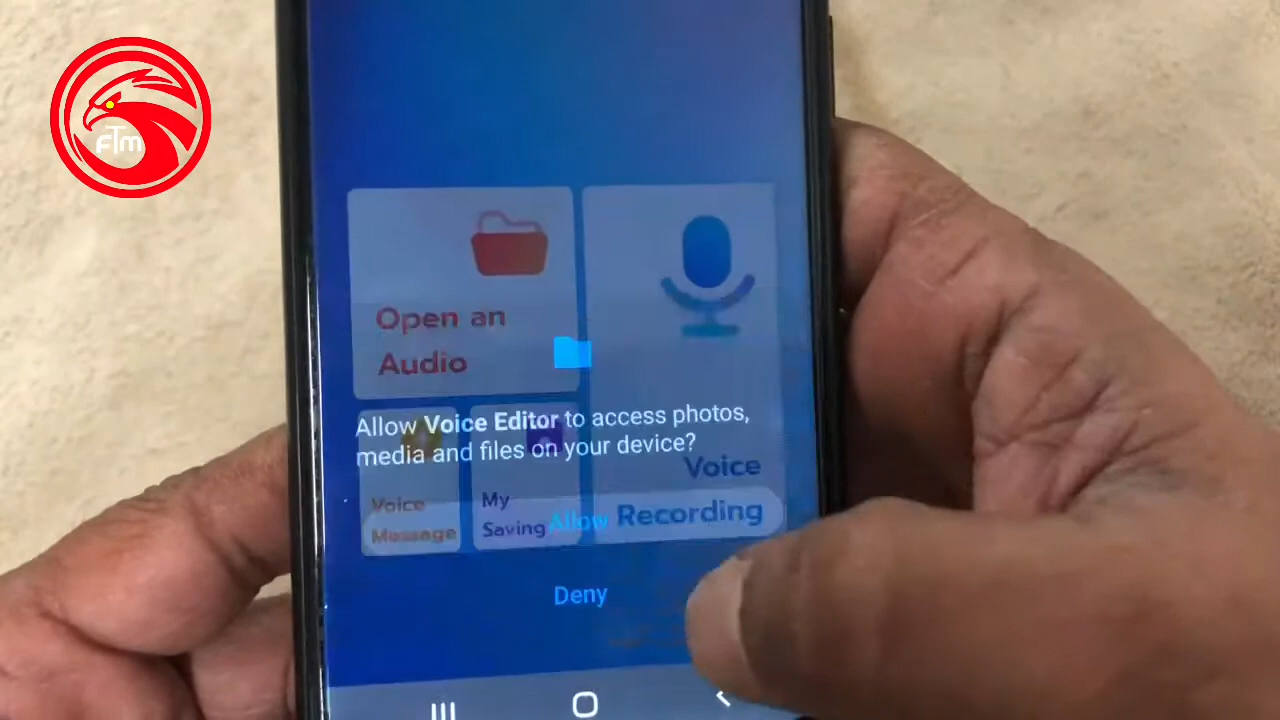 FTM
Open an
Audio
Allow Voice Editor to access photos,
media and files on your device?
Voice
Recording
Voice
Message
My
Saving
Allow
Deny